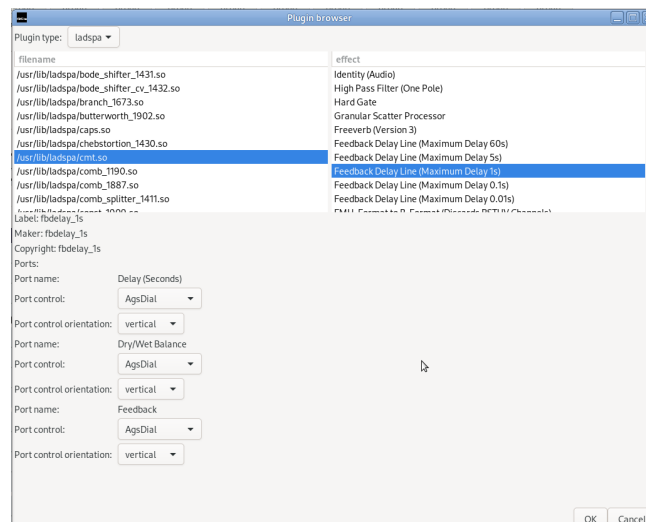 Plugin browser
Plugin type: ladspa
filename effect
/usr/lib/ladspa/bode_shifter_1431.so Identity (Audio)
/usr/lib/ladspa/bode_shifter_cv_1432.so High Pass Filter (One Pole)
/usr/lib/ladspa/branch_1673.so Hard Gate
/usr/lib/ladspa/butterworth_1902.so Granular Scatter Processor
/usr/lib/ladspa/caps.so Freeverb (Version 3)
/usr/lib/ladspa/chebstortion_1430.so Feedback Delay Line (Maximum Delay 60s)
/usr/lib/ladspa/cmt.so Feedback Delay Line (Maximum Delay 5s)
/usr/lib/ladspa/comb_1190.so Feedback Delay Line (Maximum Delay 1s)
/usr/lib/ladspa/comb_1887.so Feedback Delay Line (Maximum Delay 0.1s)
/usr/lib/ladspa/comb_splitter_1411.so Feedback Delay Line (Maximum Delay 0.01s)
Label: fbdelay_1s
Maker: fbdelay_1s
Copyright: fbdelay_1s
Ports:
Port name: Delay (Seconds)
Port control: AgsDial
Port control orientation: vertical
Port name: Dry/Wet Balance
Port control: AgsDial
Port control orientation: vertical
Port name: Feedback
Port control: AgsDial
Port control orientation: vertical
OK Cancel